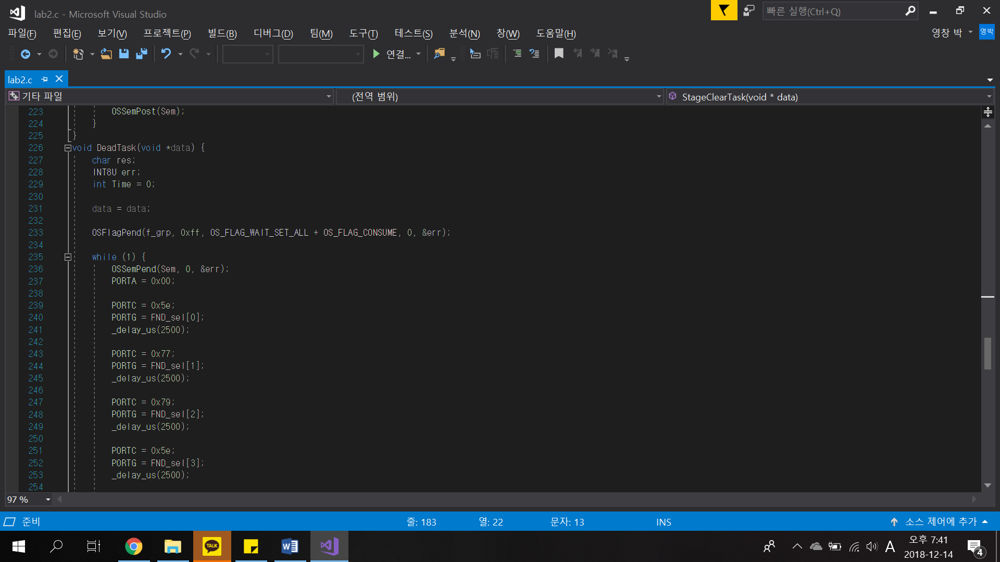 lab2.c - Microsoft Visual Studio
빠른 실행(Ctrl+Q)
파일(F) 편집(E) 보기(V) 프로젝트(P) 빌드(B) 디버그(D) 팀(M) 도구(T) 테스트(S) 분석(N) 창(W) 도움말(H)
영창 박
영박
연결...
lab2.c
기타 파일
(전역 범위)
StageClearTask(void * data)
223 OSSemPost(Sem);
224 }
225 }
226 void DeadTask(void *data) {
227 char res;
228 INT8U err;
229 int Time = 0;
230
231 data = data;
232
233 OSFlagPend(f_grp, 0xff, OS_FLAG_WAIT_SET_ALL + OS_FLAG_CONSUME, 0, &err);
234
235 while (1) {
236 OSSemPend(Sem, 0, &err);
237 PORTA = 0x00;
238
239 PORTC = 0x5e;
240 PORTG = FND_sel[0];
241 _delay_us(2500);
242
243 PORTC = 0x77;
244 PORTG = FND_sel[1];
245 _delay_us(2500);
246
247 PORTC = 0x79;
248 PORTG = FND_sel[2];
249 _delay_us(2500);
250
251 PORTC = 0x5e;
252 PORTG = FND_sel[3];
253 _delay_us(2500);
254
97 %
준비
줄: 183
열: 22
문자: 13
INS
소스 제어에 추가
TALK
A
오후 7:41
2018-12-14
4